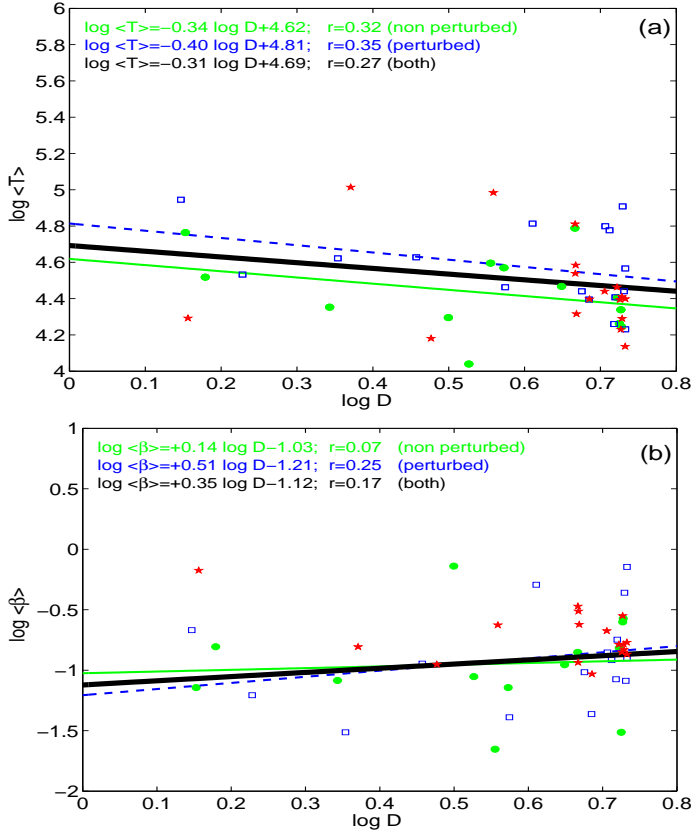 (a)
log <T>=−0.34 log D+4.62; r=0.32 (non perturbed)
log <T>=−0.40 log D+4.81; r=0.35 (perturbed)
log <T>=−0.31 log D+4.69; r=0.27 (both)
6
5.8
5.6
5.4
5.2
5
4.8
4.6
4.4
4.2
4
log <T>
0 0.1 0.2 0.3 0.4 0.5 0.6 0.7 0.8
log D
(b)
log <β>=+0.14 log D−1.03; r=0.07 (non perturbed)
log <β>=+0.51 log D−1.21; r=0.25 (perturbed)
log <β>=+0.35 log D−1.12; r=0.17 (both)
1
0.5
0
−0.5
−1
−1.5
−2
log <β>
0 0.1 0.2 0.3 0.4 0.5 0.6 0.7 0.8
log D